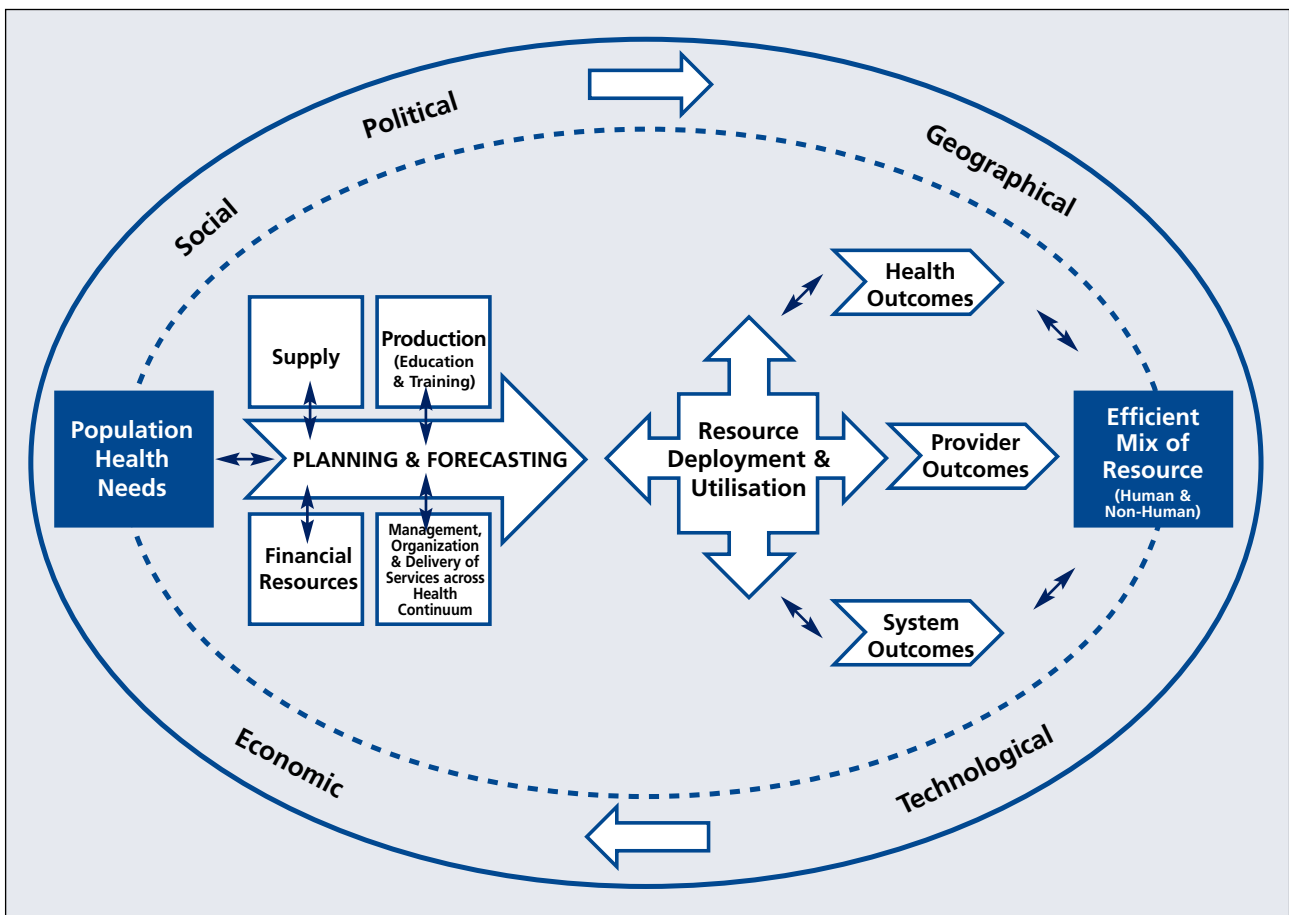 Political
Geographical
Social
Health
Outcomes
Supply
Production
(Education
& Training)
Population
Health
Needs
PLANNING & FORECASTING
Resource
Deployment &
Utilisation
Provider
Outcomes
Efficient
Mix of
Resource
(Human &
Non-Human)
Financial
Resources
Management,
Organization
& Delivery of
Services across
Health
Continuum
System
Outcomes
Economic
Technological